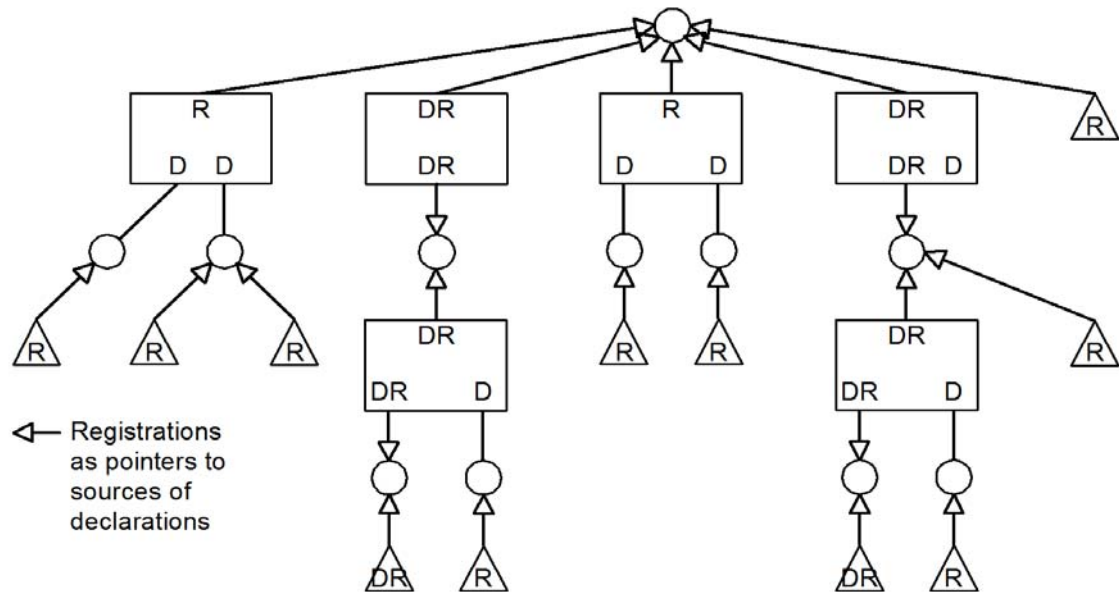 R
DR
R
DR
R
D D
DR
D D
DR D
R
R
R
DR
R
R
DR
R
DR D
DR D
Registrations
as pointers to
sources of
declarations
DR
R
DR
R